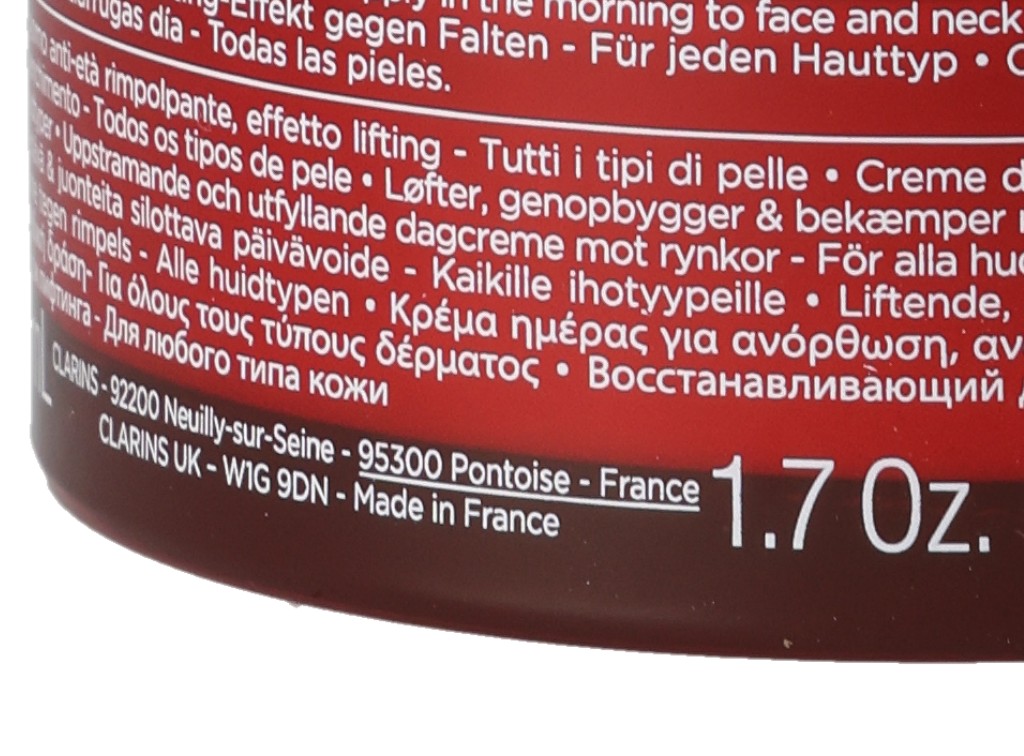 in the morning to face and neck
-Effekt gegen Falten - Für jeden Hauttyp •
día - Todas las pieles.
anti-età rimpolpante, effetto lifting - Tutti i tipi di pelle • Creme
- Todos os tipos de pele • Løfter, genopbygger & bekæmper
• Uppstramande och utfyllande dagcreme mot rynkor - För alla
& juonteita silottava päivävoide - Kaikille ihotyypeille • Liftende,
tegen rimpels - Alle huidtypen • Κρέμα ημέρας για ανόρθωση,
δράση- Για όλους τους τύπους δέρματος • Восстанавливающий
- Для любого типа кожи
CLARINS - 92200 Neuilly-sur-Seine - 95300 Pontoise - France
CLARINS UK - W1G 9DN - Made in France
1.7 Oz.